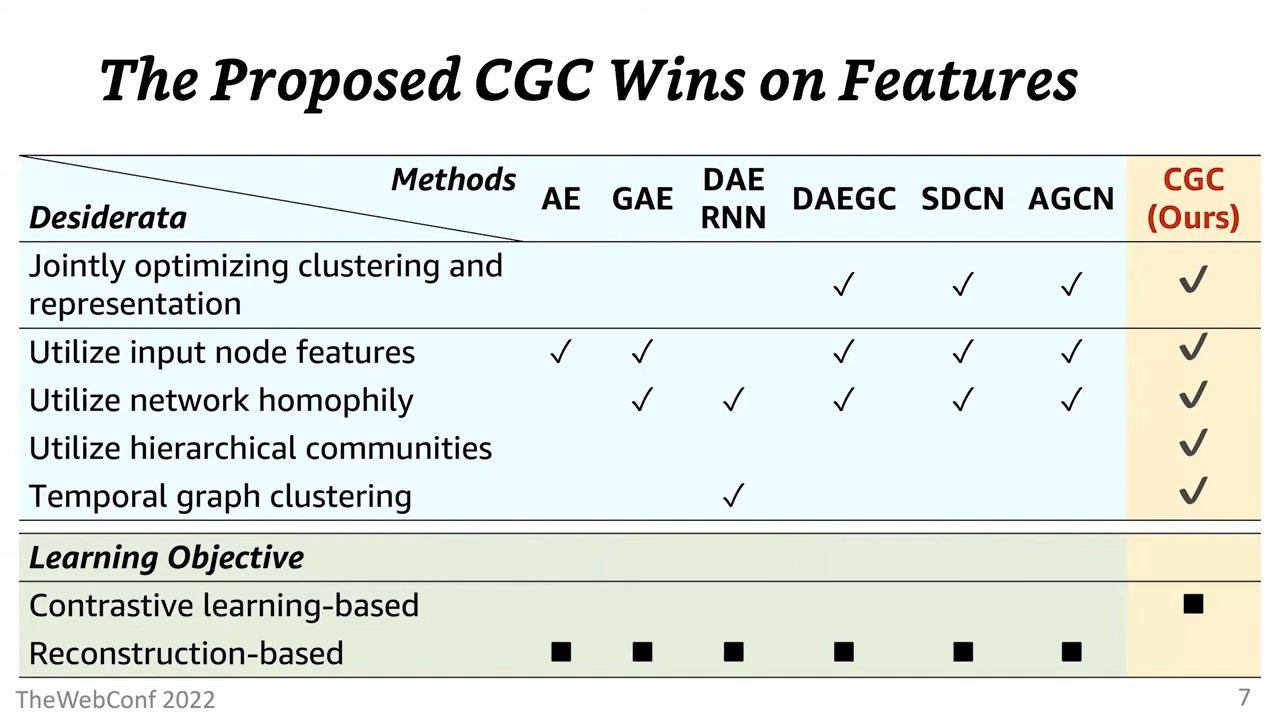 The Proposed CGC Wins on Features
Methods
Desiderata
AE GAE DAE RNN DAEGC SDCN AGCN CGC (Ours)
Jointly optimizing clustering and
representation ✓ ✓ ✓ ✓
Utilize input node features ✓ ✓ ✓ ✓ ✓ ✓
Utilize network homophily ✓ ✓ ✓ ✓ ✓ ✓
Utilize hierarchical communities ✓
Temporal graph clustering ✓ ✓
Learning Objective
Contrastive learning-based ■
Reconstruction-based ■ ■ ■ ■ ■ ■
TheWebConf 2022
7